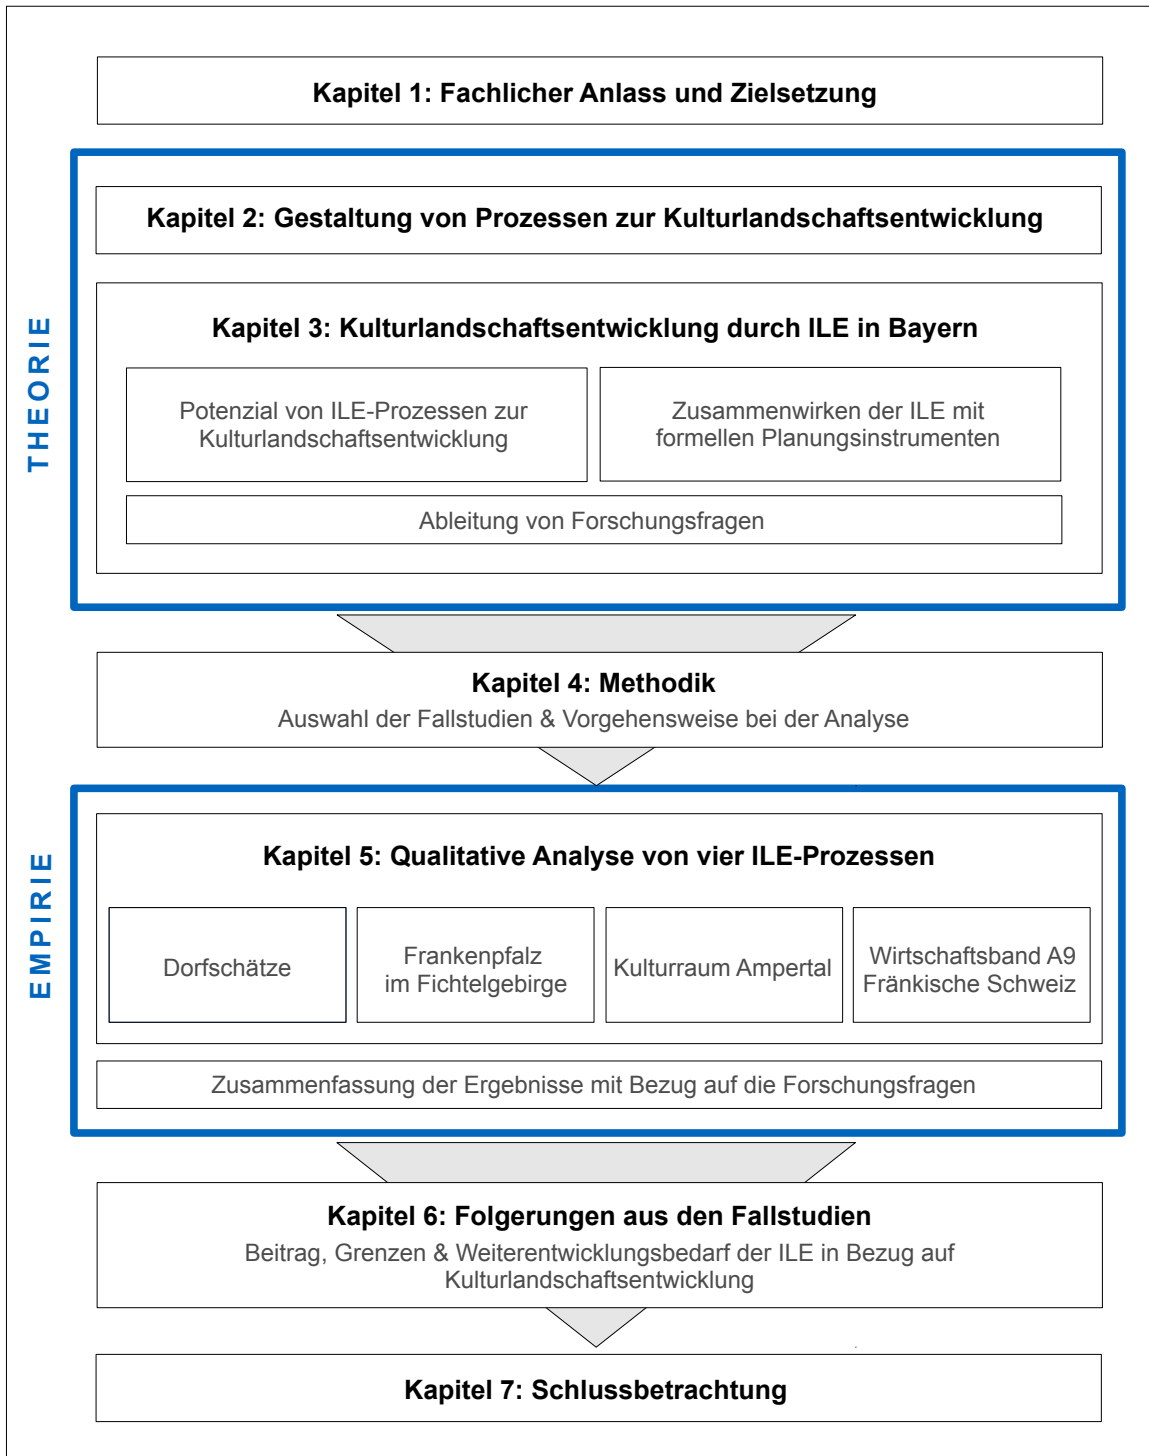 Kapitel 1: Fachlicher Anlass und Zielsetzung
THEORIE
Kapitel 2: Gestaltung von Prozessen zur Kulturlandschaftsentwicklung
Kapitel 3: Kulturlandschaftsentwicklung durch ILE in Bayern
Potenzial von ILE-Prozessen zur
Kulturlandschaftsentwicklung
Zusammenwirken der ILE mit
formellen Planungsinstrumenten
Ableitung von Forschungsfragen
Kapitel 4: Methodik
Auswahl der Fallstudien & Vorgehensweise bei der Analyse
EMPIRIE
Kapitel 5: Qualitative Analyse von vier ILE-Prozessen
Dorfschätze
Frankenpfalz
im Fichtelgebirge
Kulturraum Ampertal
Wirtschaftsband A9
Fränkische Schweiz
Zusammenfassung der Ergebnisse mit Bezug auf die Forschungsfragen
Kapitel 6: Folgerungen aus den Fallstudien
Beitrag, Grenzen & Weiterentwicklungsbedarf der ILE in Bezug auf
Kulturlandschaftsentwicklung
Kapitel 7: Schlussbetrachtung